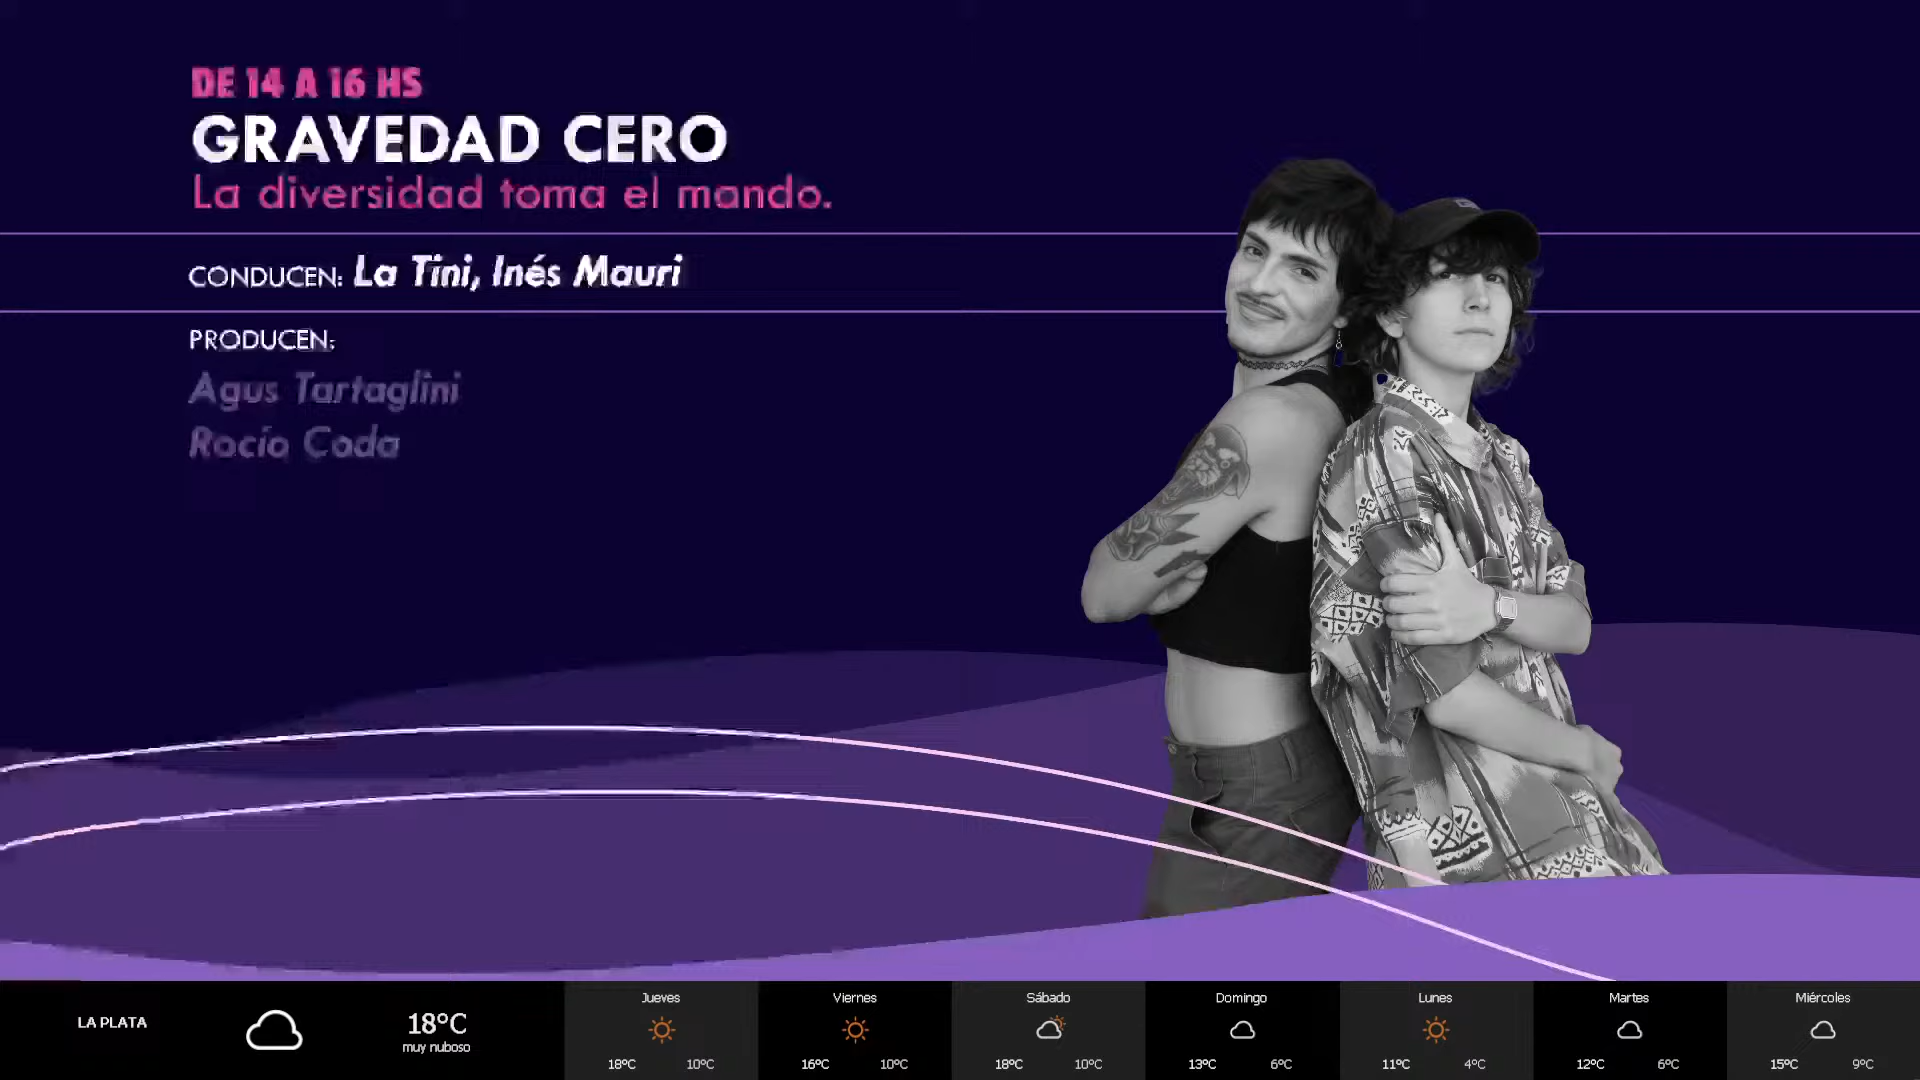 DE 14 A 16 HS
GRAVEDAD CERO
La diversidad toma el mando.
CONDUCEN: La Tini, Inés Mauri
PRODUCEN:
Agus Tartaglini
Rocío Coda
LA PLATA
18°C
muy nuboso
Jueves
18°C 10°C
Viernes
16°C 10°C
Sábado
18°C 10°C
Domingo
13°C 6°C
Lunes
11°C 4°C
Martes
12°C 6°C
Miércoles
15°C 9°C